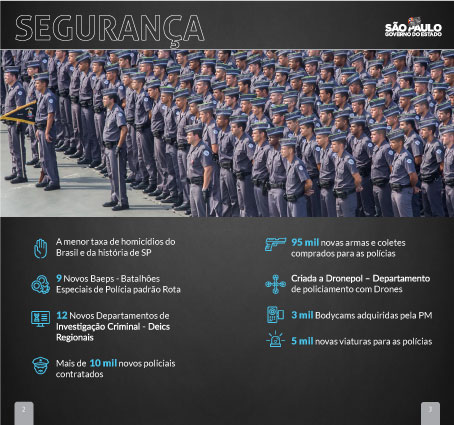 SEGURANÇA
SÃO PAULO
GOVERNO DO ESTADO
A menor taxa de homicídios do
Brasil e da história de SP
9 Novos Baeps - Batalhões
Especiais de Polícia padrão Rota
12 Novos Departamentos de
Investigação Criminal - Deics
Regionais
Mais de 10 mil novos policiais
contratados
95 mil novas armas e coletes
comprados para as polícias
Criada a Dronepol – Departamento
de policiamento com Drones
3 mil Bodycams adquiridas pela PM
5 mil novas viaturas para as polícias
2
3